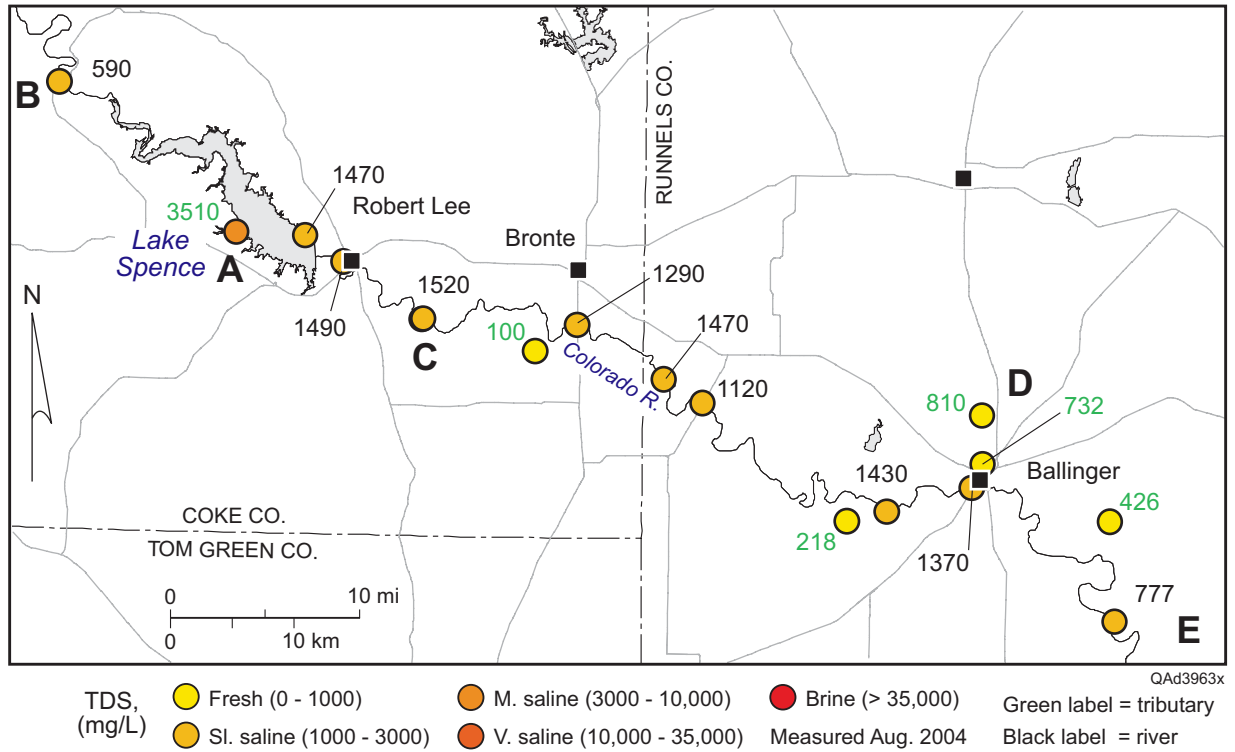 590
B
RUNNELS CO.
1470
Robert Lee
3510
Lake
Spence
A
Bronte
1290
N
1520
1490
100
1470
C
Colorado R.
1120
D
810
732
1430
Ballinger
426
COKE CO.
TOM GREEN CO.
218
1370
0
10 mi
0
10 km
777
E
QAd3963x
TDS,
(mg/L)
Fresh (0 - 1000)
M. saline (3000 - 10,000)
Brine (> 35,000)
Green label = tributary
Sl. saline (1000 - 3000)
V. saline (10,000 - 35,000)
Measured Aug. 2004
Black label = river